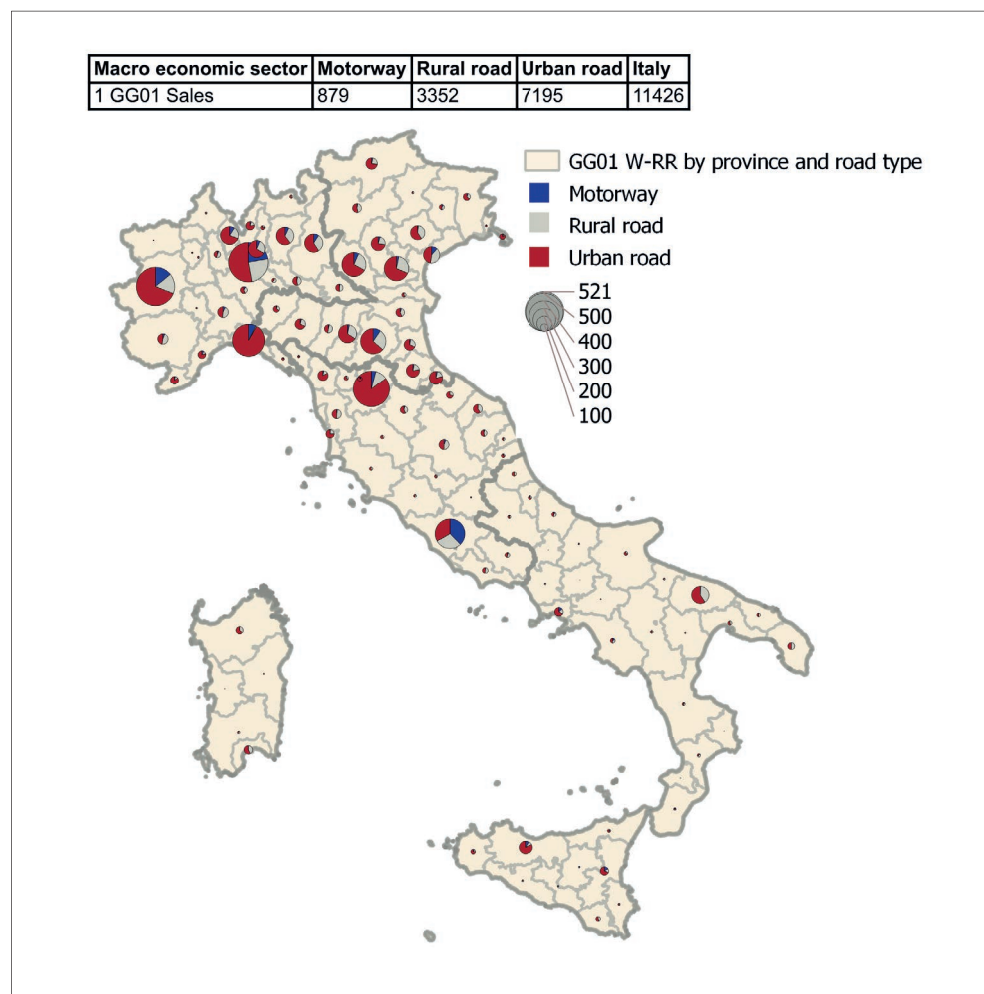 Macro economic sector Motorway Rural road Urban road Italy
1 GG01 Sales 879 3352 7195 11426
GG01 W-RR by province and road type
Motorway
Rural road
Urban road
521
500
400
300
200
100